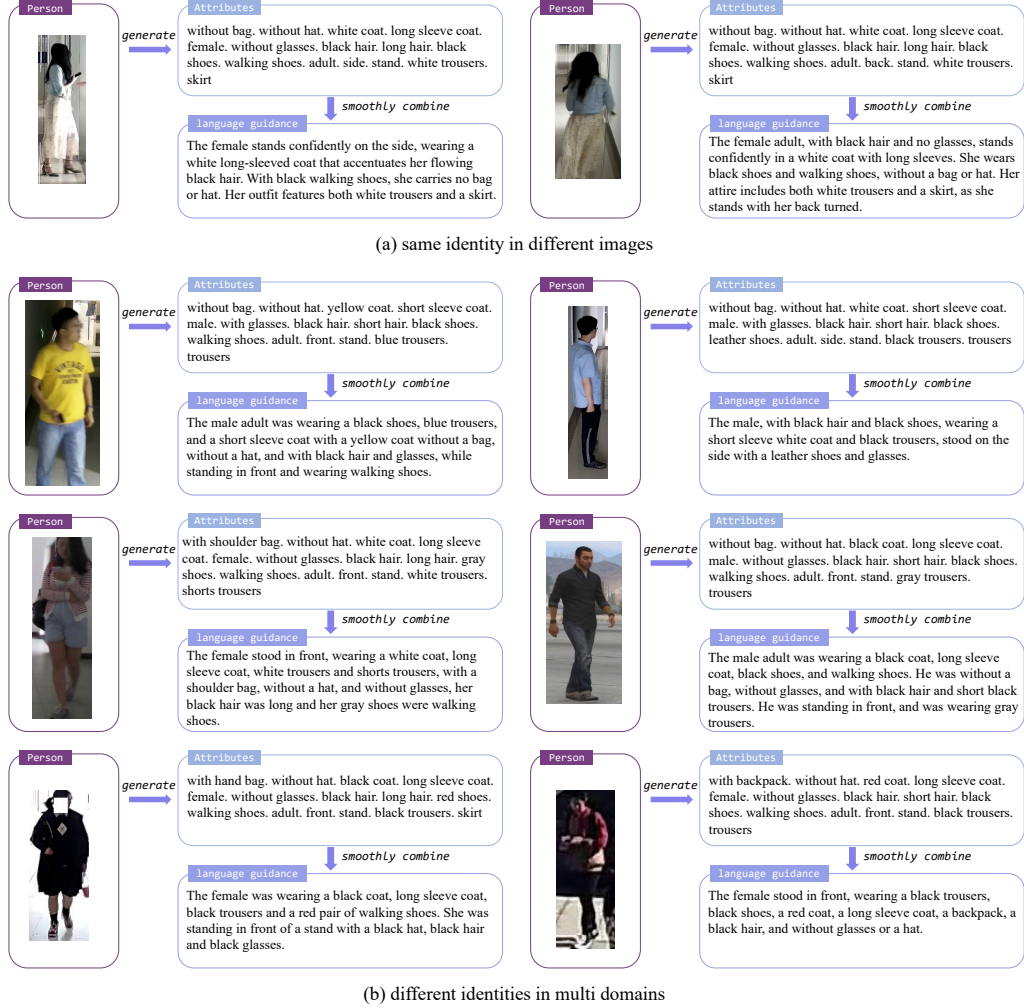 Person
generate
Attributes
without bag. without hat. white coat. long sleeve coat.
female. without glasses. black hair. long hair. black
shoes. walking shoes. adult. side. stand. white trousers.
skirt
smoothly combine
language guidance
The female stands confidently on the side, wearing a
white long-sleeved coat that accentuates her flowing
black hair. With black walking shoes, she carries no bag
or hat. Her outfit features both white trousers and a skirt.
Person
generate
Attributes
without bag. without hat. white coat. long sleeve coat.
female. without glasses. black hair. long hair. black
shoes. walking shoes. adult. back. stand. white trousers.
skirt
smoothly combine
language guidance
The female adult, with black hair and no glasses, stands
confidently in a white coat with long sleeves. She wears
black shoes and walking shoes, without a bag or hat. Her
attire includes both white trousers and a skirt, as she
stands with her back turned.
(a) same identity in different images
Person
generate
Attributes
without bag. without hat. yellow coat. short sleeve coat.
male. with glasses. black hair. short hair. black shoes.
walking shoes. adult. front. stand. blue trousers.
trousers
smoothly combine
language guidance
The male adult was wearing a black shoes, blue trousers,
and a short sleeve coat with a yellow coat without a bag,
without a hat, and with black hair and glasses, while
standing in front and wearing walking shoes.
VINTAGE
Person
generate
Attributes
without bag. without hat. white coat. short sleeve coat.
male. with glasses. black hair. short hair. black shoes.
leather shoes. adult. side. stand. black trousers. trousers
smoothly combine
language guidance
The male, with black hair and black shoes, wearing a
short sleeve white coat and black trousers, stood on the
side with a leather shoes and glasses.
Person
generate
Attributes
with shoulder bag. without hat. white coat. long sleeve
coat. female. without glasses. black hair. long hair. gray
shoes. walking shoes. adult. front. stand. white trousers.
shorts trousers
smoothly combine
language guidance
The female stood in front, wearing a white coat, long
sleeve coat, white trousers and shorts trousers, with a
shoulder bag, without a hat, and without glasses, her
black hair was long and her gray shoes were walking
shoes.
Person
generate
Attributes
without bag. without hat. black coat. long sleeve coat.
male. without glasses. black hair. short hair. black shoes.
walking shoes. adult. front. stand. gray trousers.
trousers
smoothly combine
language guidance
The male adult was wearing a black coat, long sleeve
coat, black shoes, and walking shoes. He was without a
bag, without glasses, and with black hair and short black
trousers. He was standing in front, and was wearing gray
trousers.
Person
generate
Attributes
with hand bag. without hat. black coat. long sleeve coat.
female. without glasses. black hair. long hair. red shoes.
walking shoes. adult. front. stand. black trousers. skirt
smoothly combine
language guidance
The female was wearing a black coat, long sleeve coat,
black trousers and a red pair of walking shoes. She was
standing in front of a stand with a black hat, black hair
and black glasses.
Person
generate
Attributes
with backpack. without hat. red coat. long sleeve coat.
female. without glasses. black hair. short hair. black
shoes. walking shoes. adult. front. stand. black trousers.
trousers
smoothly combine
language guidance
The female stood in front, wearing a black trousers,
black shoes, a red coat, a long sleeve coat, a backpack, a
black hair, and without glasses or a hat.
(b) different identities in multi domains